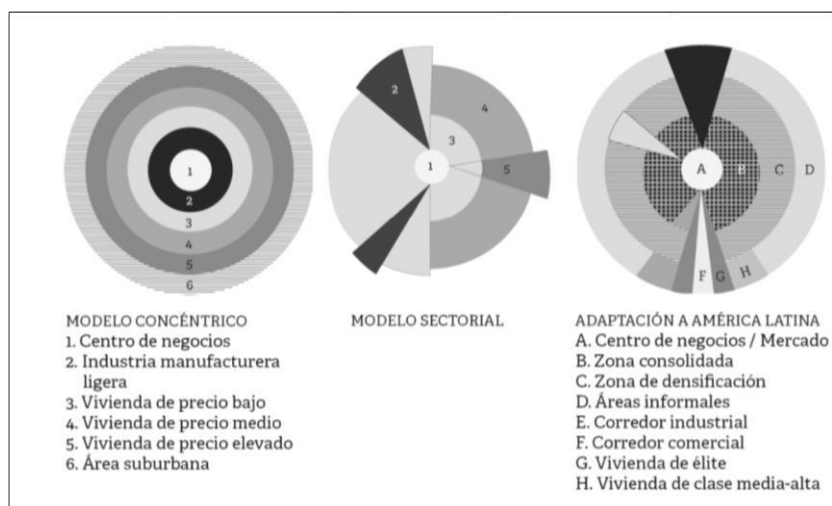 1
2
3
4
5
6
2
4
3
1
5
A
B
C
D
F
G
H
MODELO CONCÉNTRICO
1. Centro de negocios
2. Industria manufacturera
ligera
3. Vivienda de precio bajo
4. Vivienda de precio medio
5. Vivienda de precio elevado
6. Área suburbana
MODELO SECTORIAL
ADAPTACIÓN A AMÉRICA LATINA
A. Centro de negocios / Mercado
B. Zona consolidada
C. Zona de densificación
D. Áreas informales
E. Corredor industrial
F. Corredor comercial
G. Vivienda de élite
H. Vivienda de clase media-alta